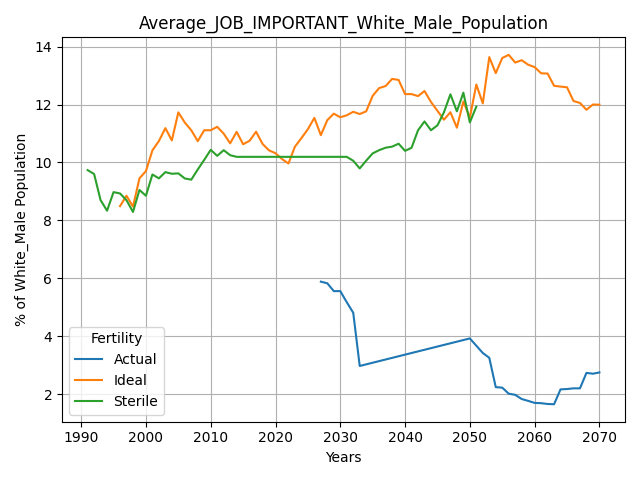 Average_JOB_IMPORTANT_White_Male_Population
% of White_Male Population
14
12
10
8
6
4
2
Fertility
Actual
Ideal
Sterile
1990 2000 2010 2020 2030 2040 2050 2060 2070
Years